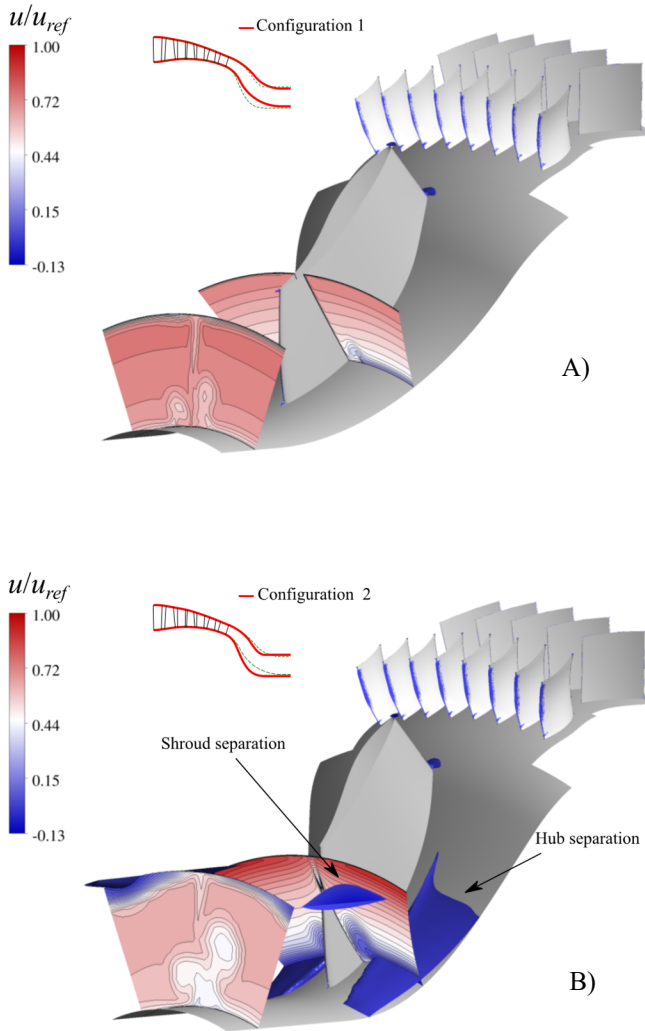 u/u_ref
1.00
0.72
0.44
0.15
-0.13
Configuration 1
A)
u/u_ref
1.00
0.72
0.44
0.15
-0.13
Configuration 2
Shroud separation
Hub separation
B)